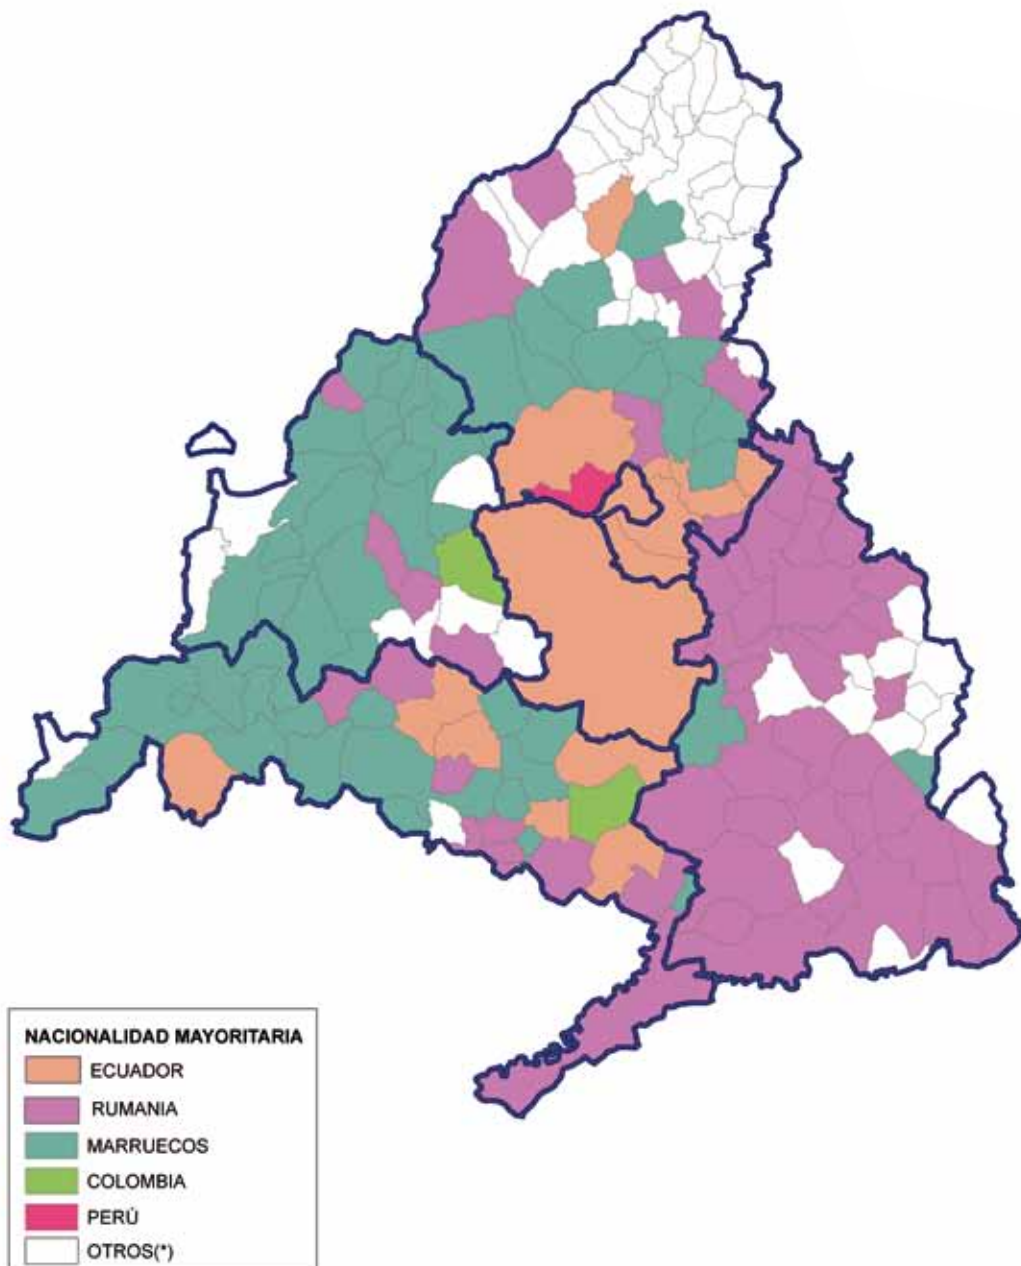 NACIONALIDAD MAYORITARIA
ECUADOR
RUMANIA
MARRUECOS
COLOMBIA
PERÚ
OTROS(*)